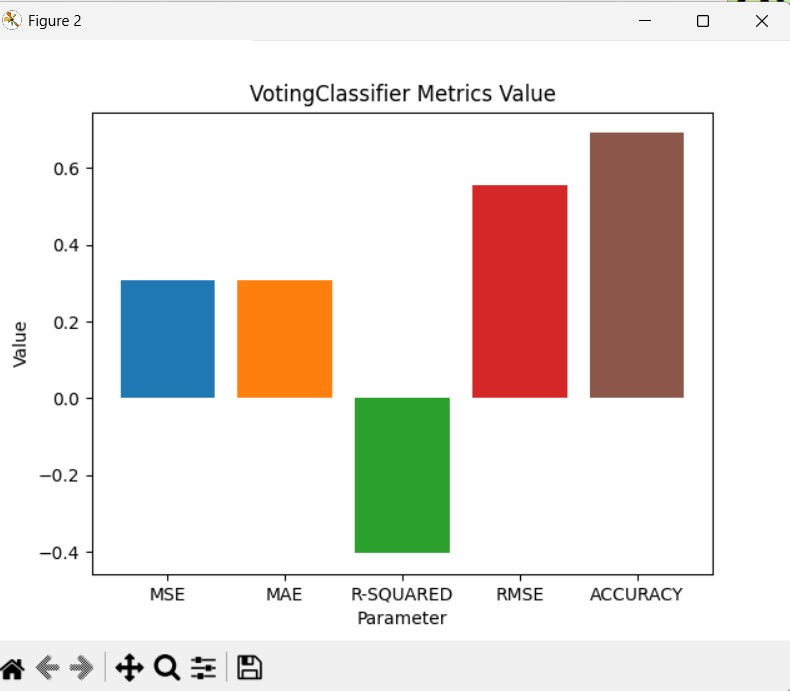 Figure 2
VotingClassifier Metrics Value
0.6
0.4
0.2
0.0
−0.2
−0.4
Value
MSE MAE R-SQUARED RMSE ACCURACY
Parameter